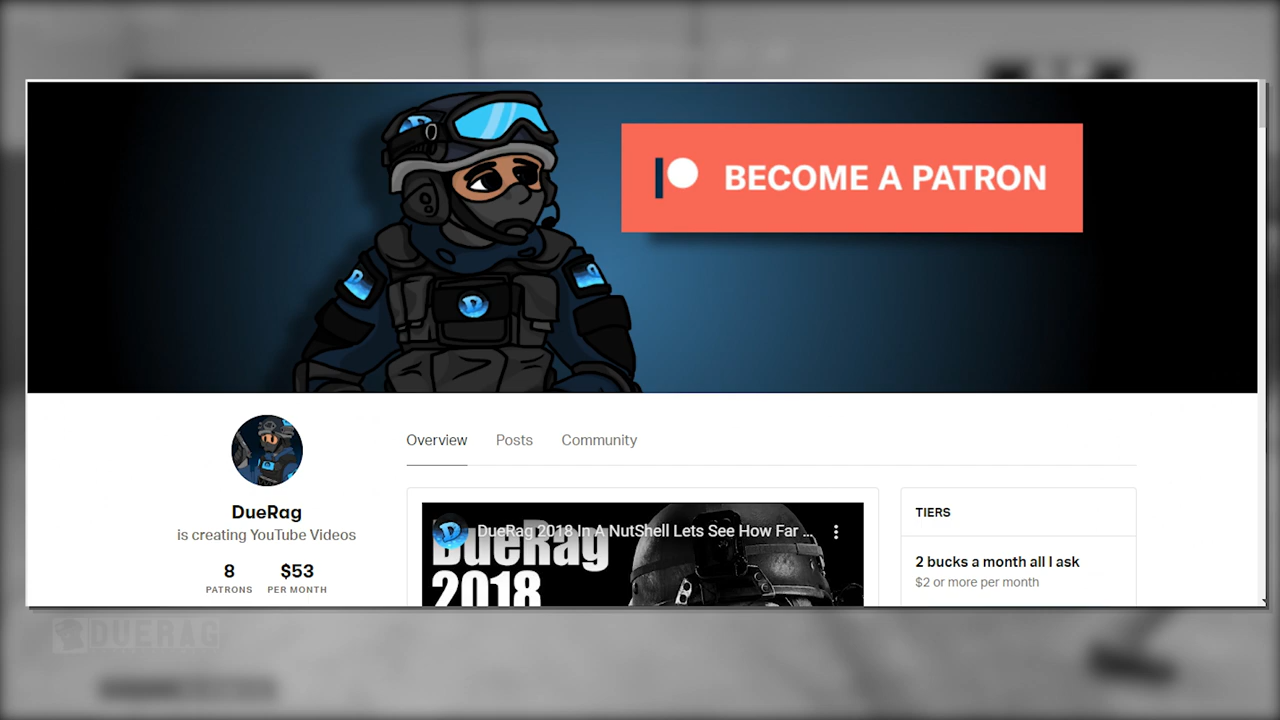 BECOME A PATRON
Overview Posts Community
DueRag
is creating YouTube Videos
8 $53
PATRONS PER MONTH
DueRag 2018 In A NutShell Lets See How Far ...
DueRag
2018
TIERS
2 bucks a month all I ask
$2 or more per month
DUERAG